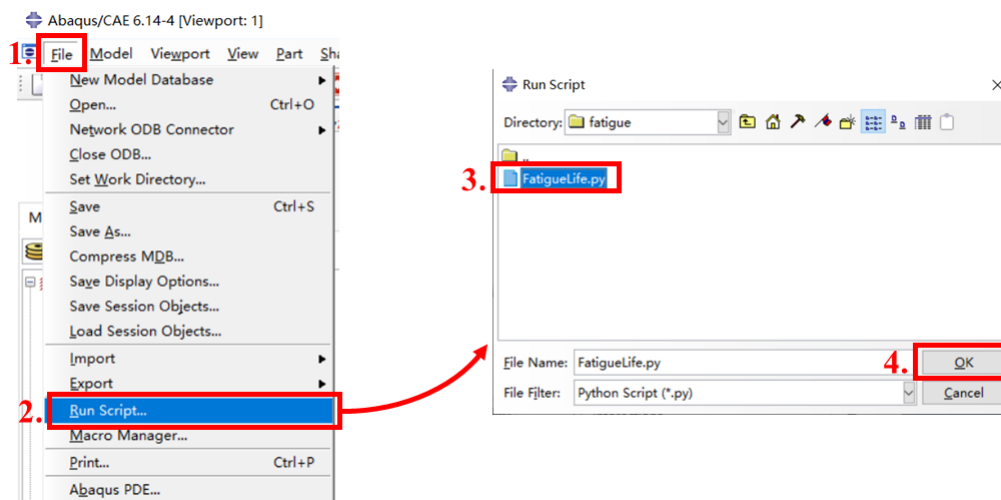 Abaqus/CAE 6.14-4 [Viewport: 1]
1. File Model Viewport View Part Sha
New Model Database
Open... Ctrl+O
Network ODB Connector
Close ODB...
Set Work Directory...
Save Ctrl+S
Save As...
Compress MDB...
Save Display Options...
Save Session Objects...
Load Session Objects...
Import
Export
2. Run Script...
Macro Manager...
Print... Ctrl+P
Abaqus PDE...
M
Run Script
Directory: fatigue
..
3. FatigueLife.py
File Name: FatigueLife.py 4. OK
File Filter: Python Script (*.py) Cancel